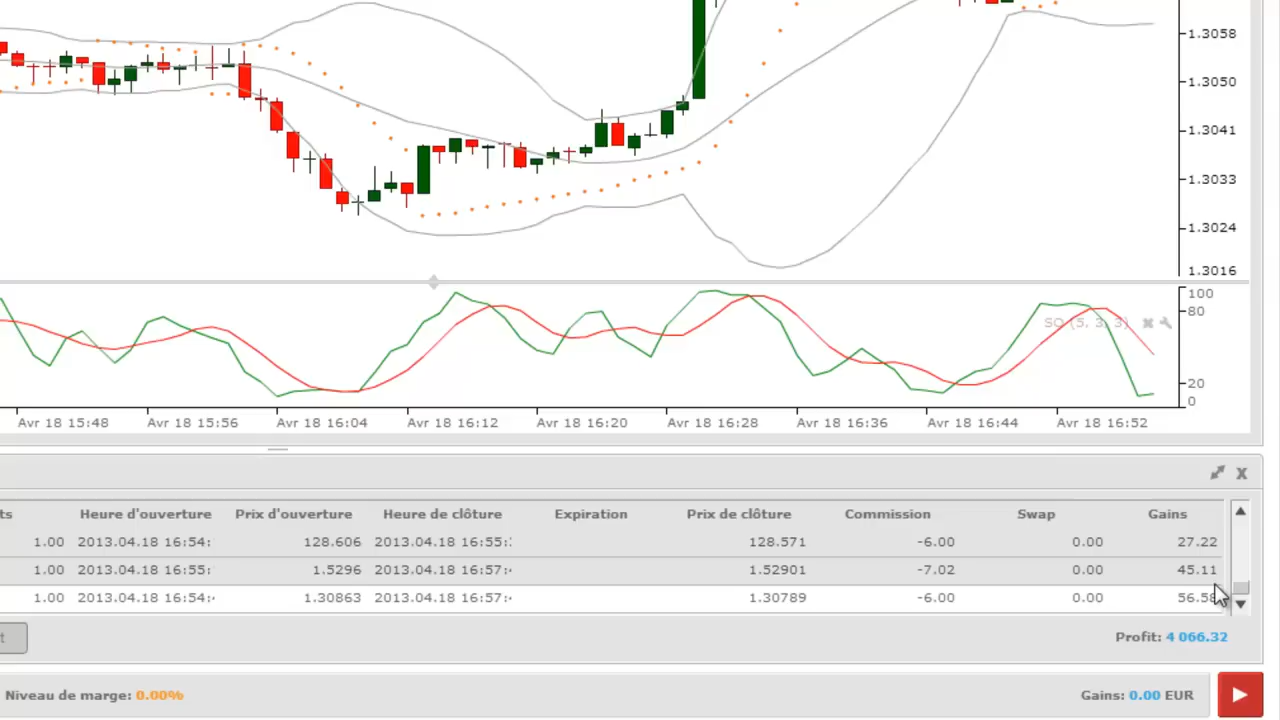 1.3058
1.3050
1.3041
1.3033
1.3024
1.3016
100
80
SO (5, 3, 3)
20
0
Avr 18 15:48 Avr 18 15:56 Avr 18 16:04 Avr 18 16:12 Avr 18 16:20 Avr 18 16:28 Avr 18 16:36 Avr 18 16:44 Avr 18 16:52
ts Heure d'ouverture Prix d'ouverture Heure de clôture Expiration Prix de clôture Commission Swap Gains
1.00 2013.04.18 16:54: 128.606 2013.04.18 16:55: 128.571 -6.00 0.00 27.22
1.00 2013.04.18 16:55: 1.5296 2013.04.18 16:57: 1.52901 -7.02 0.00 45.11
1.00 2013.04.18 16:54: 1.30863 2013.04.18 16:57: 1.30789 -6.00 0.00 56.58
t Profit: 4 066.32
Niveau de marge: 0.00% Gains: 0.00 EUR